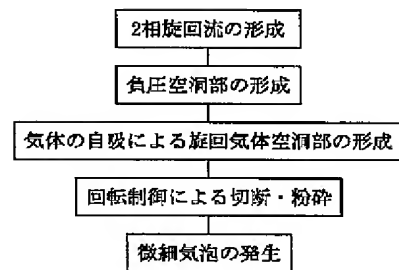 2相旋回流の形成
負圧空洞部の形成
気体の自吸による旋回気体空洞部の形成
回転制御による切断・粉砕
微細気泡の発生